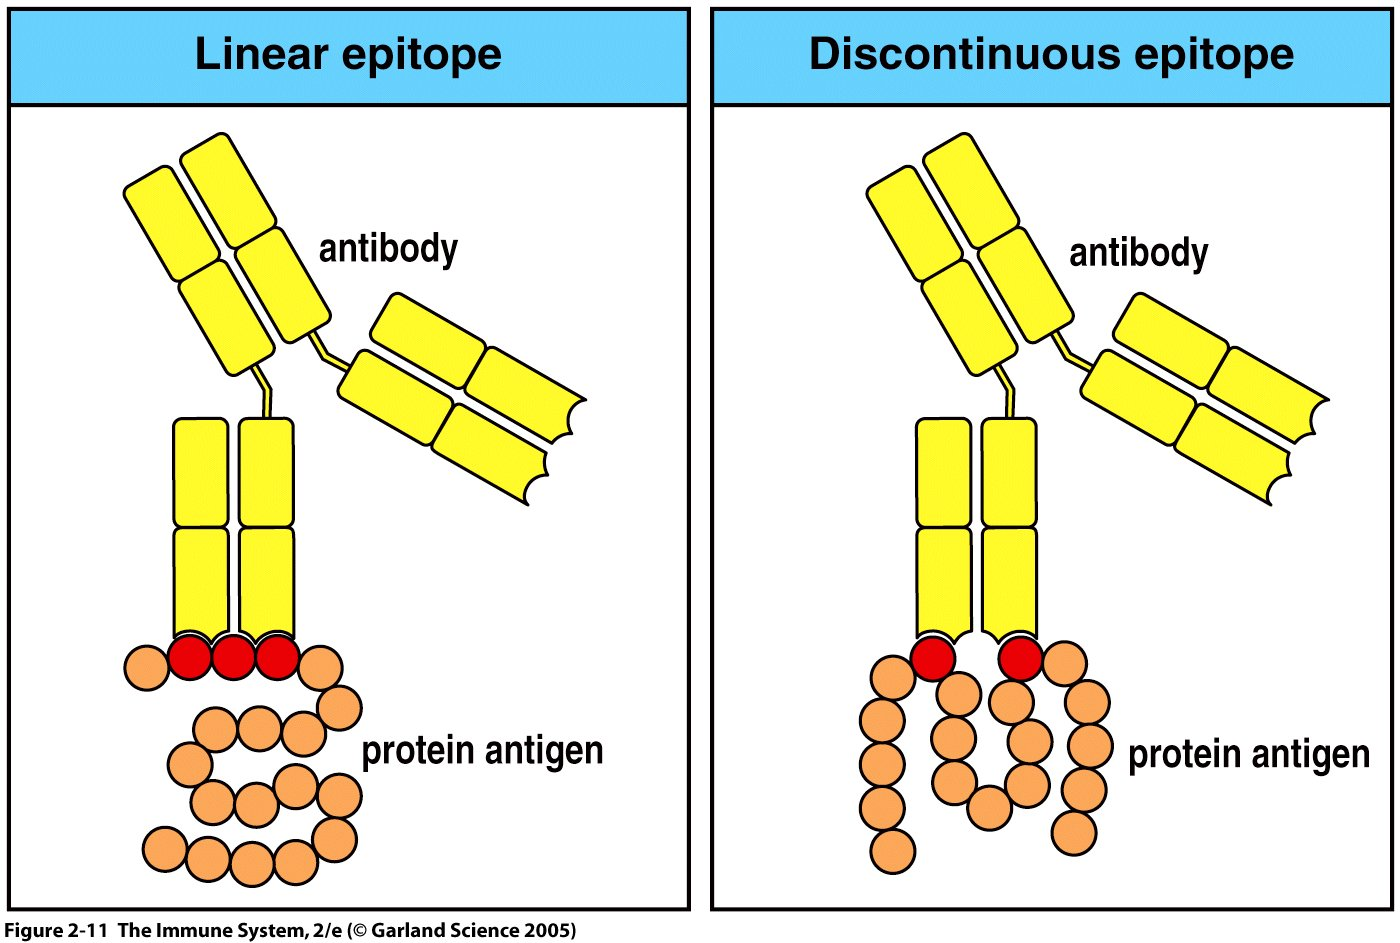 Linear epitope
antibody
protein antigen
Discontinuous epitope
antibody
protein antigen
Figure 2-11 The Immune System, 2/e (© Garland Science 2005)